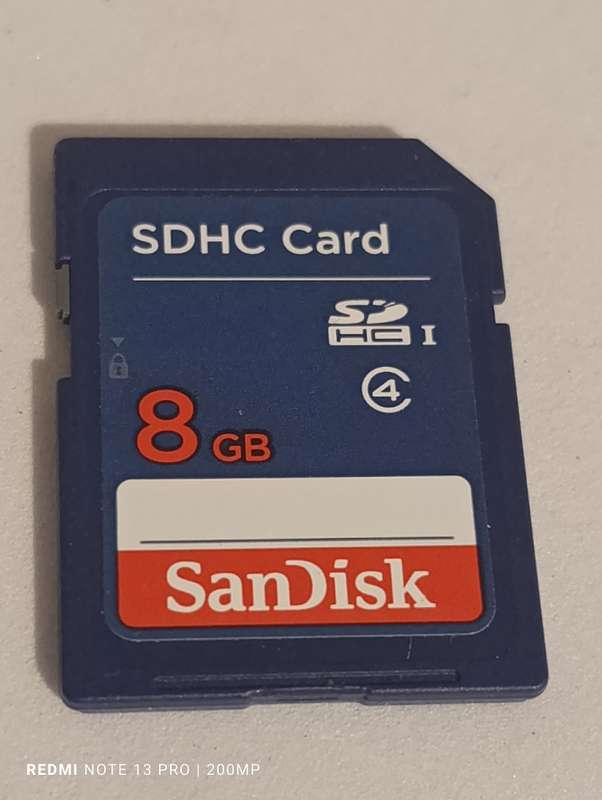 SDHC Card
SD
HC I
4
8 GB
SanDisk
REDMI NOTE 13 PRO | 200MP